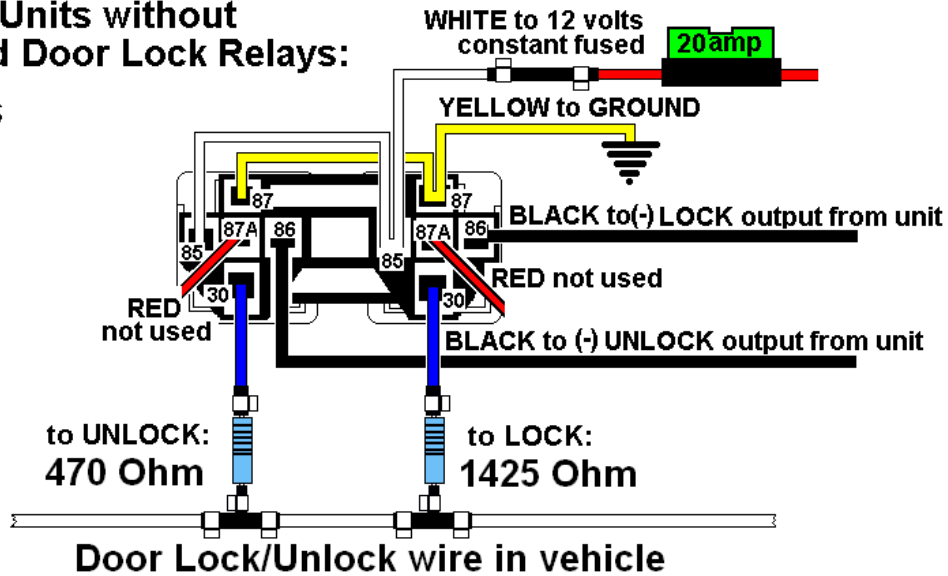 Units without
Door Lock Relays:
WHITE to 12 volts
constant fused
20amp
YELLOW to GROUND
87
87
87A
86
87A
86
BLACK to(-) LOCK output from unit
85
85
RED not used
30
30
RED
not used
BLACK to (-) UNLOCK output from unit
to UNLOCK:
470 Ohm
to LOCK:
1425 Ohm
Door Lock/Unlock wire in vehicle